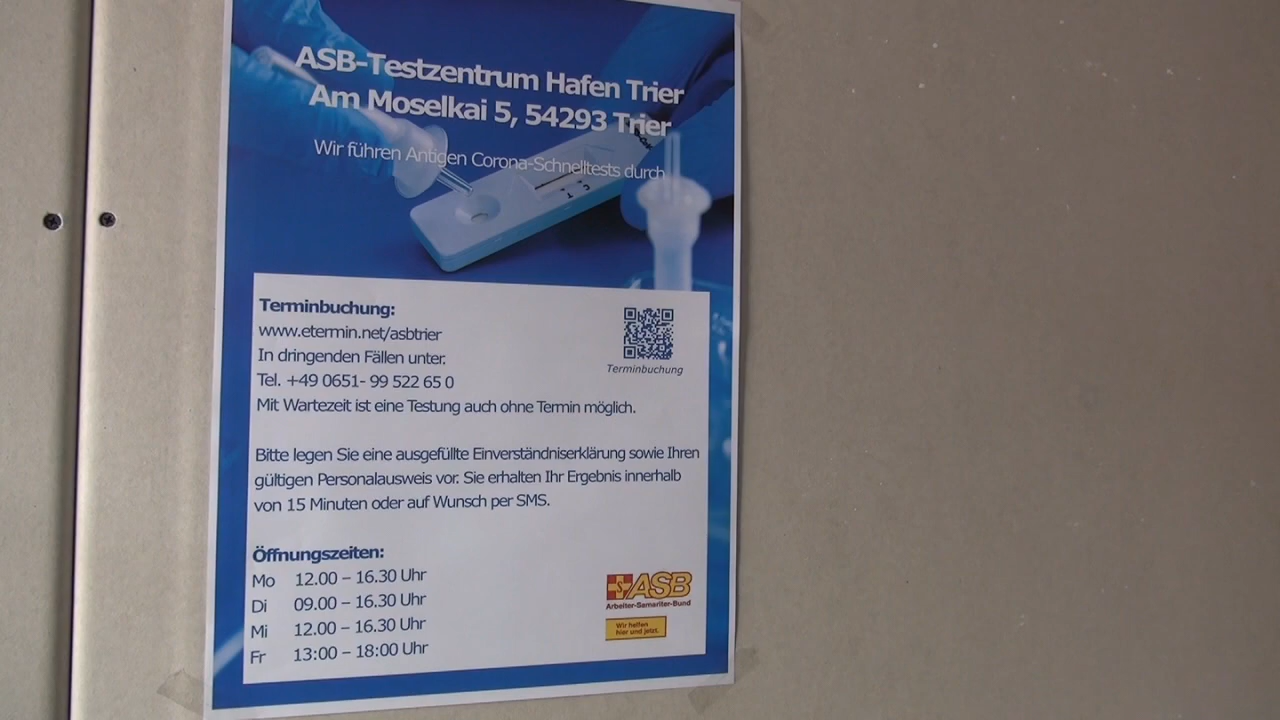 ASB-Testzentrum Hafen Trier
Am Moselkai 5, 54293 Trier
Wir führen Antigen Corona-Schnelltests durch
C
T
Terminbuchung:
www.etermin.net/asbtrier
In dringenden Fällen unter.
Tel. +49 0651- 99 522 65 0
Mit Wartezeit ist eine Testung auch ohne Termin möglich.
Terminbuchung
Bitte legen Sie eine ausgefüllte Einverständniserklärung sowie Ihren
gültigen Personalausweis vor. Sie erhalten Ihr Ergebnis innerhalb
von 15 Minuten oder auf Wunsch per SMS.
Öffnungszeiten:
Mo 12.00 – 16.30 Uhr
Di 09.00 – 16.30 Uhr
Mi 12.00 – 16.30 Uhr
Fr 13:00 – 18:00 Uhr
ASB
Arbeiter-Samariter-Bund
Wir helfen
hier und jetzt.